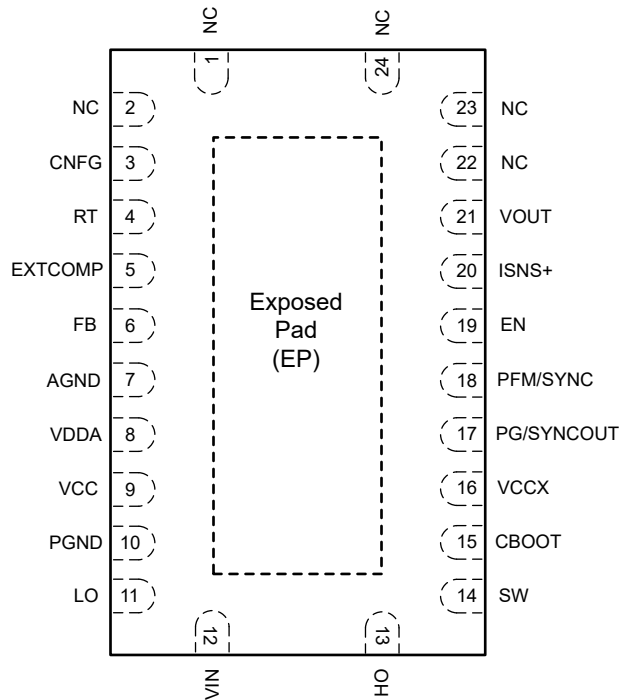 NC
NC
1
24
NC 2
23 NC
CNFG 3
22 NC
RT 4
21 VOUT
EXTCOMP 5
20 ISNS+
FB 6
19 EN
AGND 7
18 PFM/SYNC
VDDA 8
17 PG/SYNCOUT
VCC 9
16 VCCX
PGND 10
15 CBOOT
LO 11
14 SW
Exposed
Pad
(EP)
12
13
VIN
HO